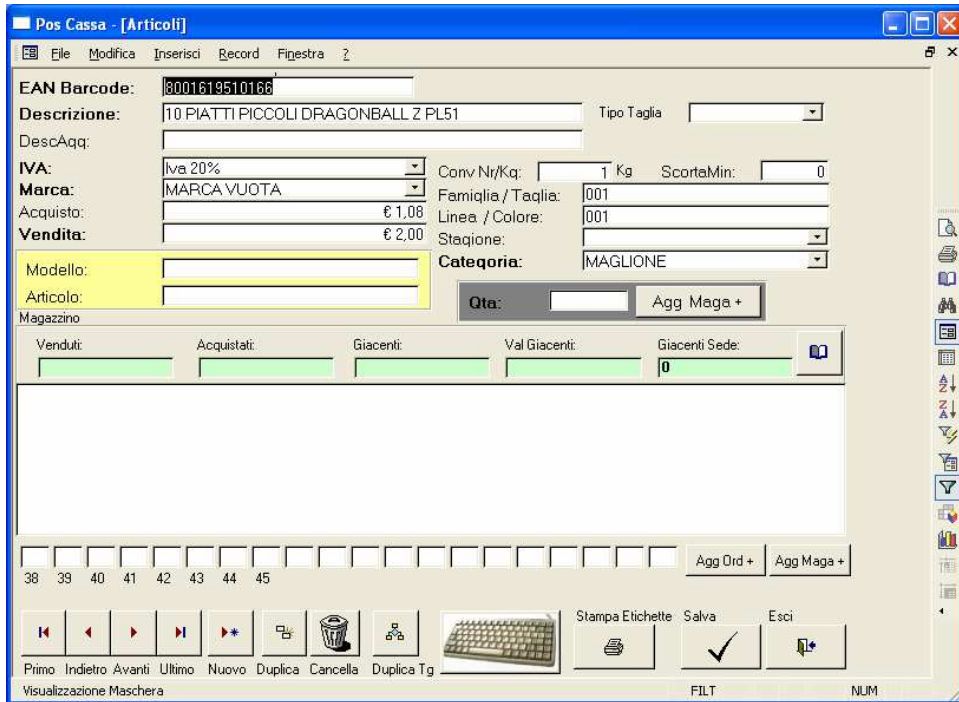 Pos Cassa - [Articoli]
File Modifica Inserisci Record Finestra ?
EAN Barcode: 8001619510166
Descrizione: 10 PIATTI PICCOLI DRAGONBALL Z PL51 Tipo Taglia
DescAgg:
IVA: Iva 20% Conv Nr/Kg: 1 Kg ScortaMin: 0
Marca: MARCA VUOTA Famiglia / Taglia: 001
Acquisto: € 1,08 Linea / Colore: 001
Vendita: € 2,00 Stagione:
Categoria: MAGLIONE
Modello:
Articolo:
Qta: Agg Maga +
Magazzino
Venduti: Acquistati: Giacenti: Val Giacenti: Giacenti Sede:
0
Agg Ord + Agg Maga +
38 39 40 41 42 43 44 45
Stampa Etichette Salva Esci
Primo Indietro Avanti Ultimo Nuovo Duplica Cancella Duplica Tg
Visualizzazione Maschera FILT NUM